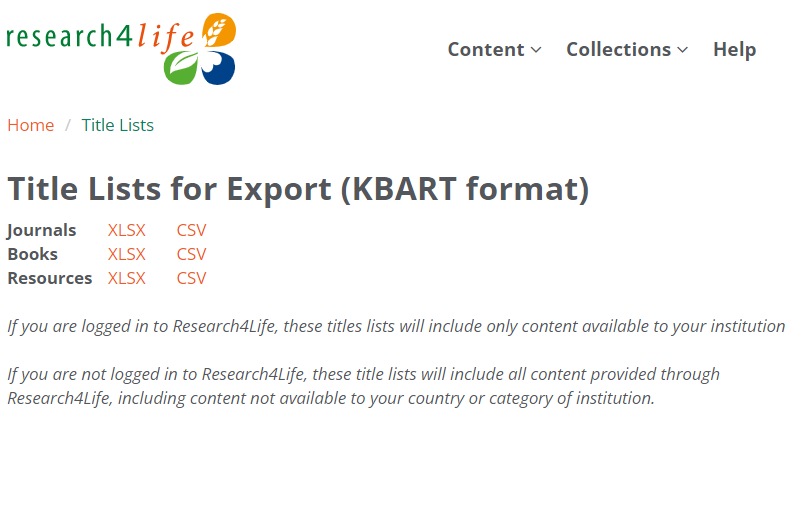 research4life
Content Collections Help
Home / Title Lists
Title Lists for Export (KBART format)
Journals XLSX CSV
Books XLSX CSV
Resources XLSX CSV
If you are logged in to Research4Life, these titles lists will include only content available to your institution
If you are not logged in to Research4Life, these title lists will include all content provided through
Research4Life, including content not available to your country or category of institution.